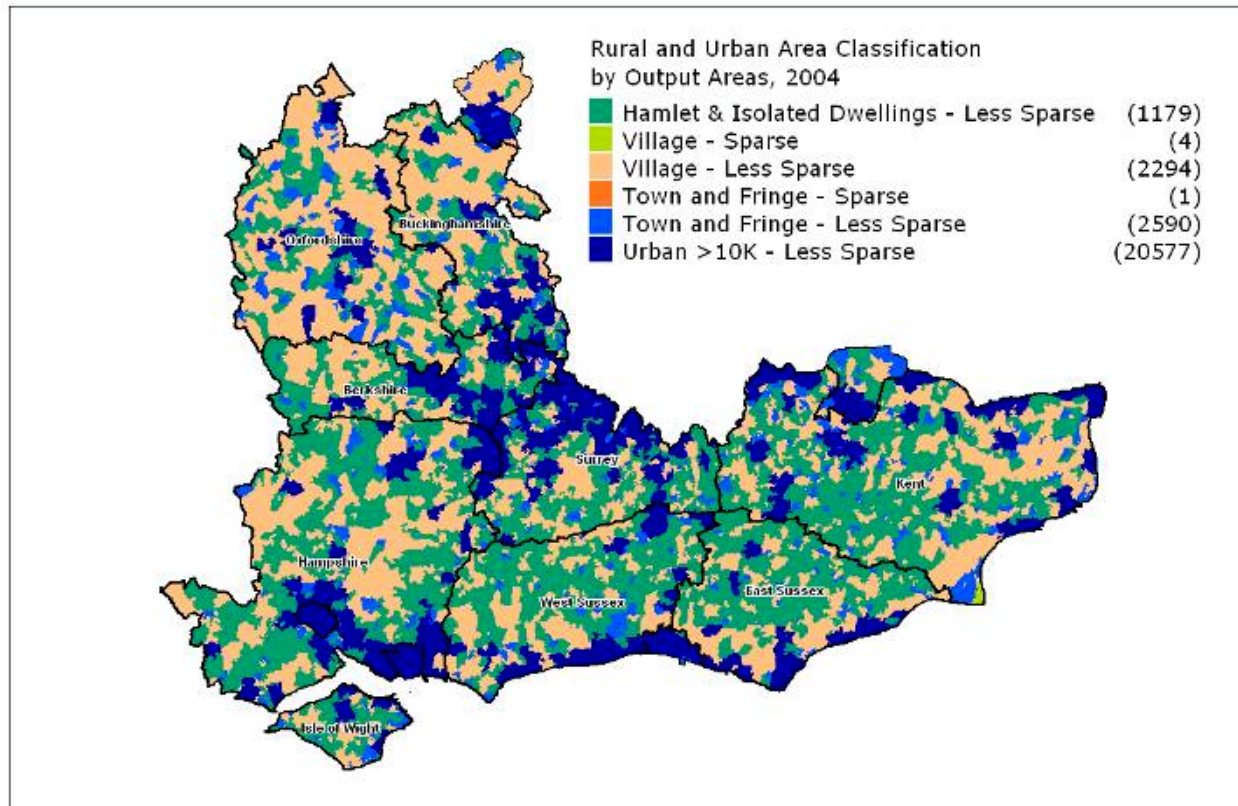 Rural and Urban Area Classification
by Output Areas, 2004
Hamlet & Isolated Dwellings - Less Sparse (1179)
Village - Sparse (4)
Village - Less Sparse (2294)
Town and Fringe - Sparse (1)
Town and Fringe - Less Sparse (2590)
Urban >10K - Less Sparse (20577)
Buckinghamshire
Oxfordshire
Berkshire
Surrey
Kent
Hampshire
West Sussex
East Sussex
Isle of Wight